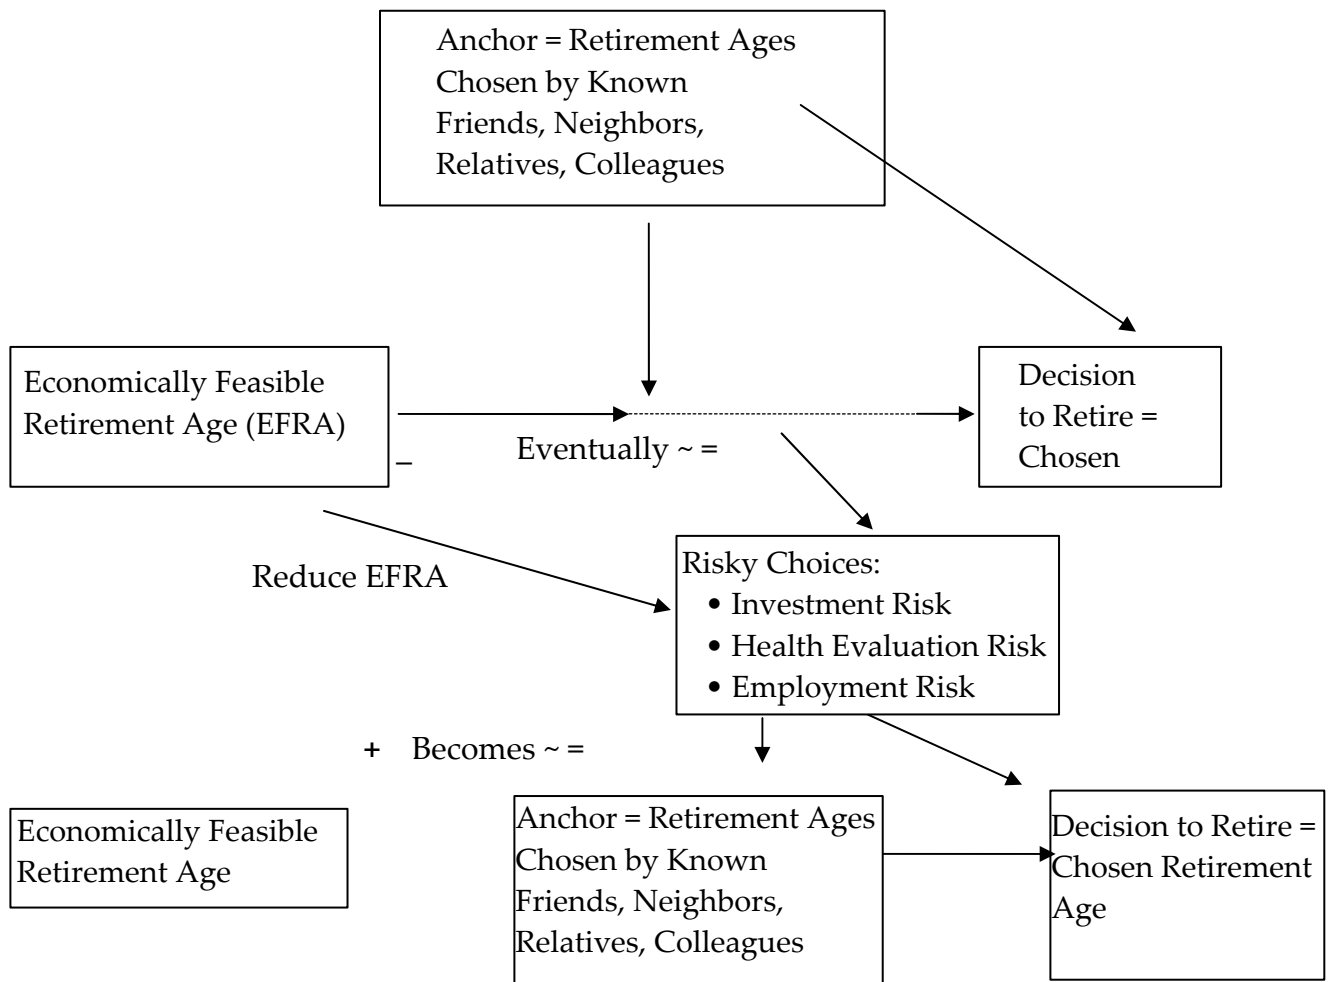 Anchor = Retirement Ages
Chosen by Known
Friends, Neighbors,
Relatives, Colleagues
Economically Feasible
Retirement Age (EFRA)
–
Eventually ~ =
Decision
to Retire =
Chosen
Reduce EFRA
Risky Choices:
• Investment Risk
• Health Evaluation Risk
• Employment Risk
+ Becomes ~ =
Economically Feasible
Retirement Age
Anchor = Retirement Ages
Chosen by Known
Friends, Neighbors,
Relatives, Colleagues
Decision to Retire =
Chosen Retirement
Age